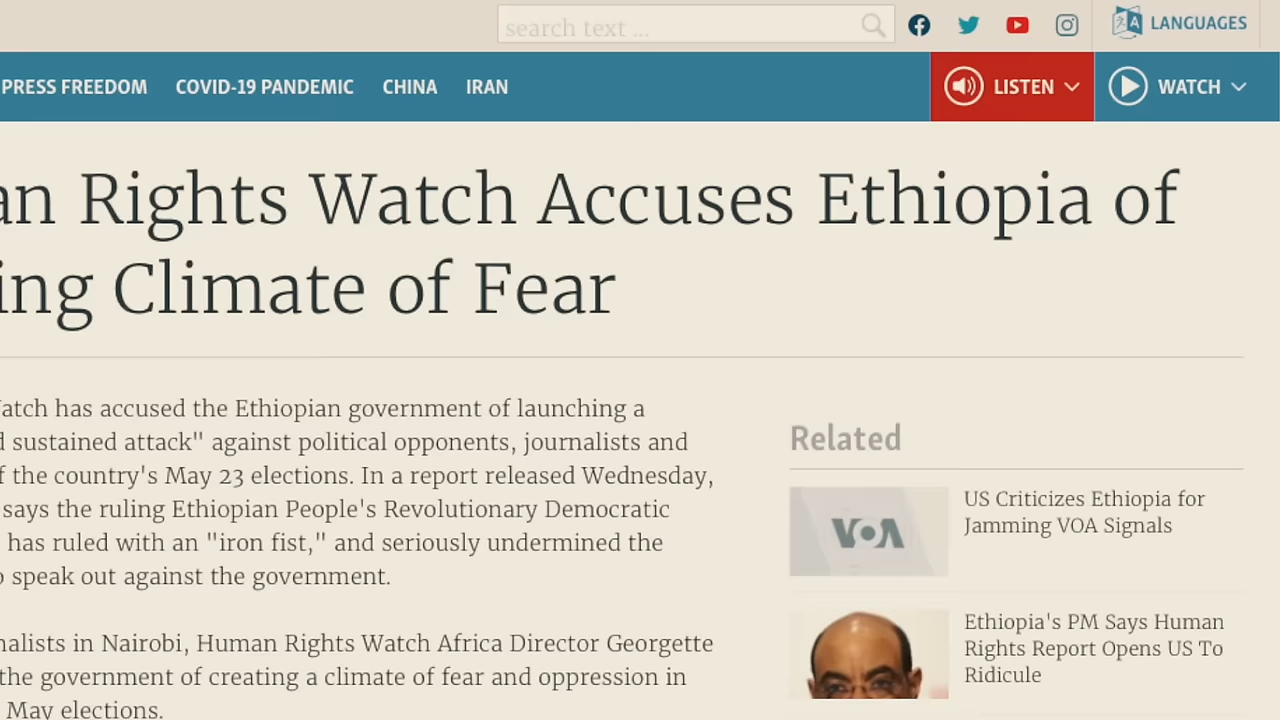 search text ...
LANGUAGES
PRESS FREEDOM COVID-19 PANDEMIC CHINA IRAN LISTEN WATCH
an Rights Watch Accuses Ethiopia of
ing Climate of Fear
Watch has accused the Ethiopian government of launching a
d sustained attack" against political opponents, journalists and
f the country's May 23 elections. In a report released Wednesday,
says the ruling Ethiopian People's Revolutionary Democratic
has ruled with an "iron fist," and seriously undermined the
o speak out against the government.
nalists in Nairobi, Human Rights Watch Africa Director Georgette
the government of creating a climate of fear and oppression in
May elections.
Related
VOA
US Criticizes Ethiopia for
Jamming VOA Signals
Ethiopia's PM Says Human
Rights Report Opens US To
Ridicule